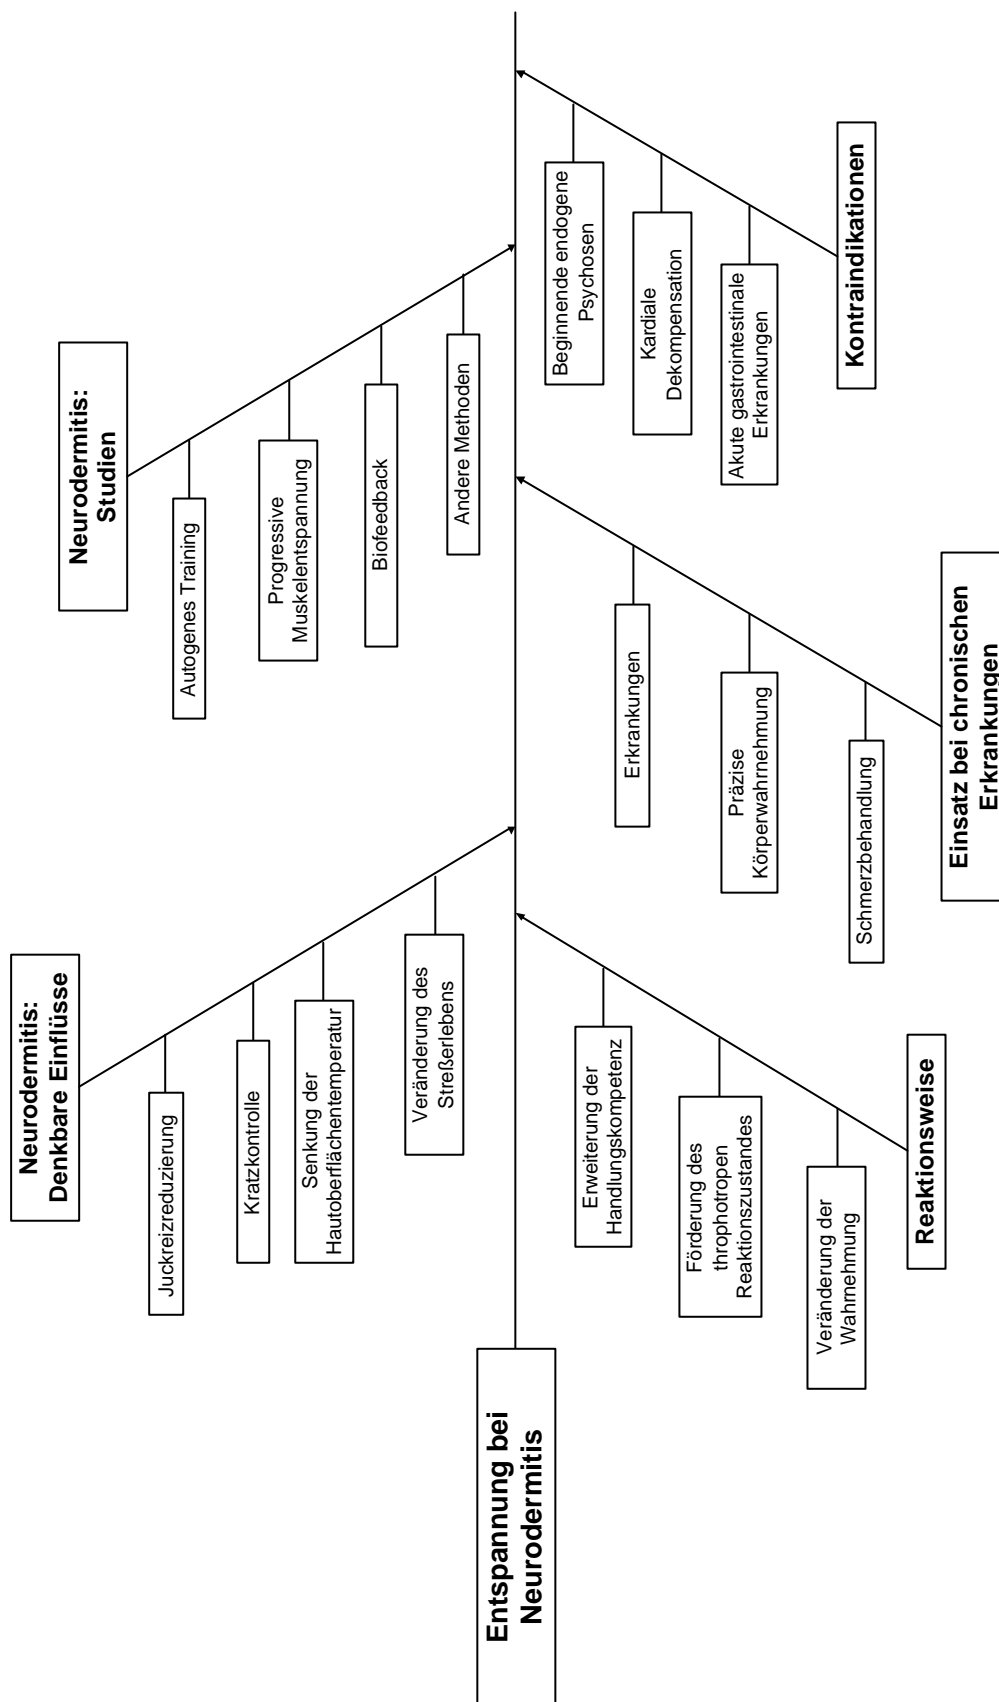 Entspannung bei
Neurodermitis
Neurodermitis:
Denkbare Einflüsse
Juckreizreduzierung
Kratzkontrolle
Senkung der
Hautoberflächentemperatur
Veränderung des
Streßerlebens
Neurodermitis:
Studien
Autogenes Training
Progressive
Muskelentspannung
Biofeedback
Andere Methoden
Erweiterung der
Handlungskompetenz
Förderung des
throphotropen
Reaktionszustandes
Veränderung der
Wahrnehmung
Reaktionsweise
Erkrankungen
Präzise
Körperwahrnehmung
Schmerzbehandlung
Einsatz bei chronischen
Erkrankungen
Beginnende endogene
Psychosen
Kardiale
Dekompensation
Akute gastrointestinale
Erkrankungen
Kontraindikationen